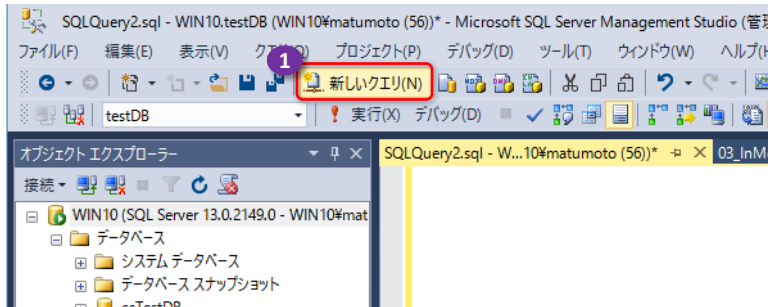 SQLQuery2.sql - WIN10.testDB (WIN10¥matumoto (56))* - Microsoft SQL Server Management Studio (管理
ファイル(F) 編集(E) 表示(V) プロジェクト(P) デバッグ(D) ツール(T) ウィンドウ(W) ヘルプ(H
1
新しいクエリ(N)
testDB 実行(X) デバッグ(D)
オブジェクト エクスプローラー SQLQuery2.sql - W...10¥matumoto (56))* 03_InM
接続
WIN10 (SQL Server 13.0.2149.0 - WIN10¥mat
データベース
システム データベース
データベース スナップショット